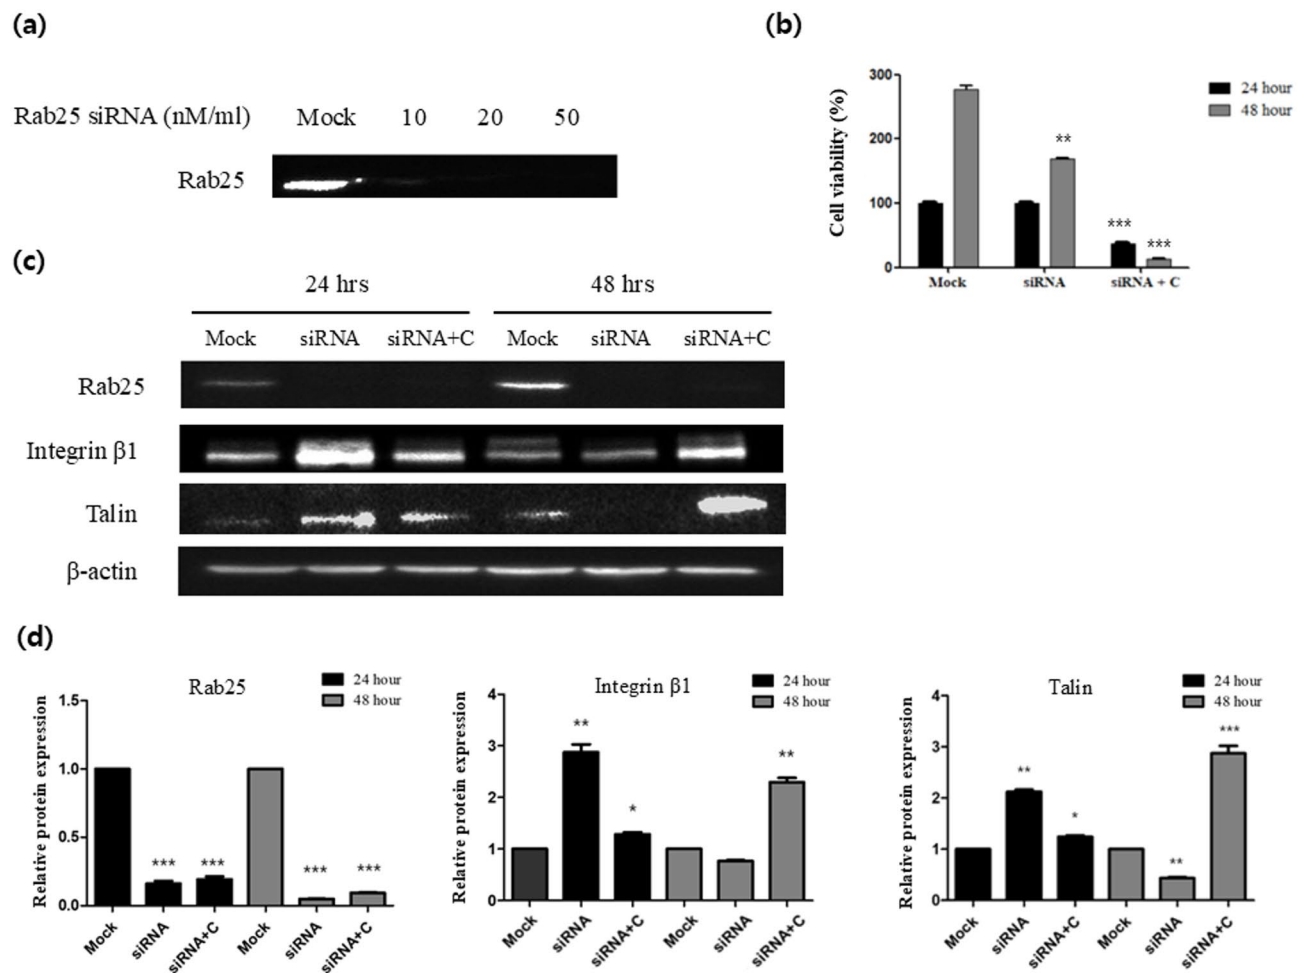 (a)
Rab25 siRNA (nM/ml) Mock 10 20 50
Rab25
(b)
Cell viability (%)
300
200
100
0
24 hour
48 hour
**
***
***
Mock siRNA siRNA + C
(c)
24 hrs 48 hrs
Mock siRNA siRNA+C Mock siRNA siRNA+C
Rab25
Integrin β1
Talin
β-actin
(d)
Rab25
24 hour
48 hour
Relative protein expression
1.5
1.0
0.5
0.0
*** *** *** ***
Mock siRNA siRNA+C Mock siRNA siRNA+C
Integrin β1
24 hour
48 hour
Relative protein expression
4
3
2
1
0
** * **
Mock siRNA siRNA+C Mock siRNA siRNA+C
Talin
24 hour
48 hour
Relative protein expression
4
3
2
1
0
** * ** ***
Mock siRNA siRNA+C Mock siRNA siRNA+C